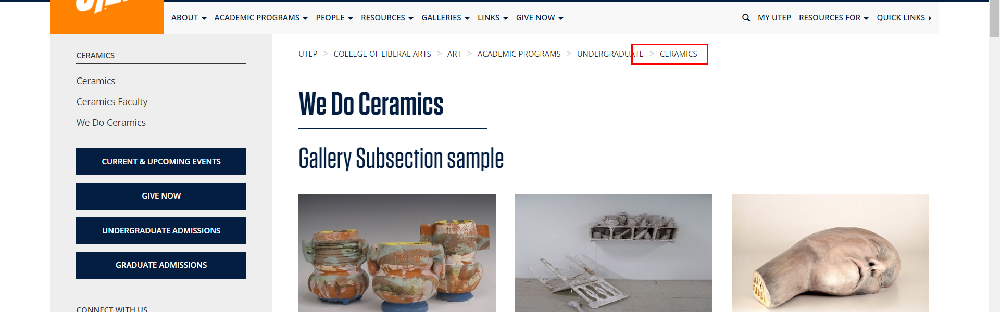 ABOUT ACADEMIC PROGRAMS PEOPLE RESOURCES GALLERIES LINKS GIVE NOW MY UTEP RESOURCES FOR QUICK LINKS
CERAMICS
Ceramics
Ceramics Faculty
We Do Ceramics
CURRENT & UPCOMING EVENTS
GIVE NOW
UNDERGRADUATE ADMISSIONS
GRADUATE ADMISSIONS
CONNECT WITH US
UTEP > COLLEGE OF LIBERAL ARTS > ART > ACADEMIC PROGRAMS > UNDERGRADUATE > CERAMICS
We Do Ceramics
Gallery Subsection sample